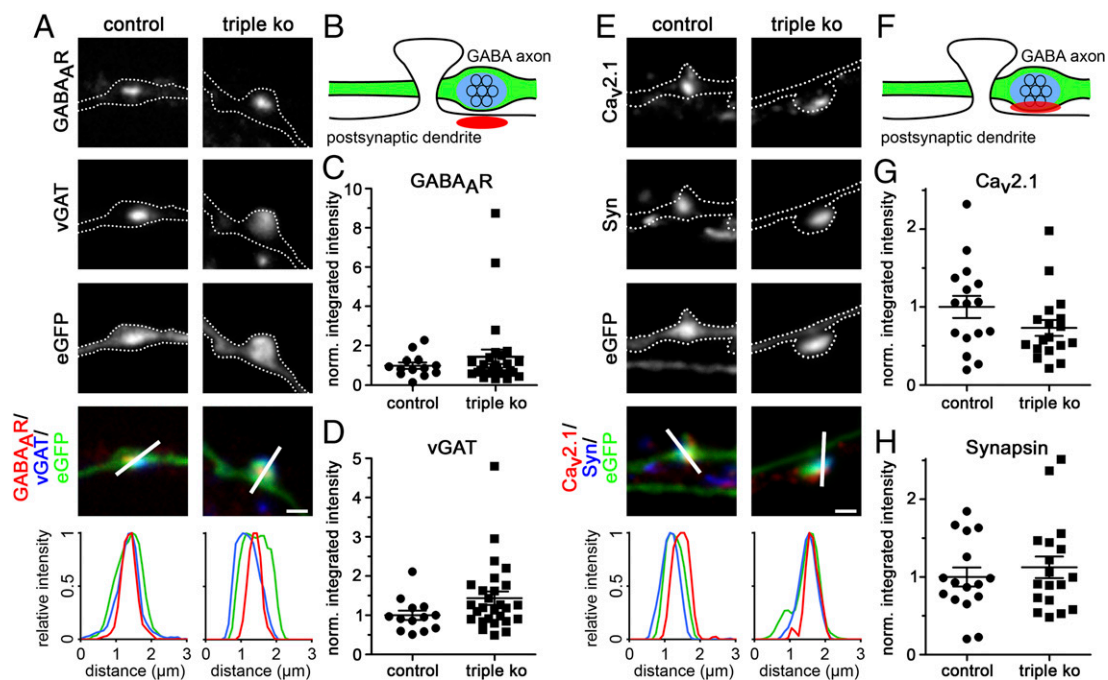 A
control
triple ko
GABAAR
vGAT
eGFP
GABAAR/
vGAT/
eGFP
relative intensity
1
0.5
0
0 1 2 3
distance (µm)
0 1 2 3
distance (µm)
B
GABA axon
postsynaptic dendrite
C
GABAAR
norm. integrated intensity
10
8
6
4
2
0
control
triple ko
D
vGAT
norm. integrated intensity
5
4
3
2
1
0
control
triple ko
E
control
triple ko
Cav2.1
Syn
eGFP
Cav2.1/
Syn/
eGFP
relative intensity
1
0.5
0
0 1 2 3
distance (µm)
0 1 2 3
distance (µm)
F
GABA axon
postsynaptic dendrite
G
Cav2.1
norm. integrated intensity
2
1
0
control
triple ko
H
Synapsin
norm. integrated intensity
2
1
0
control
triple ko